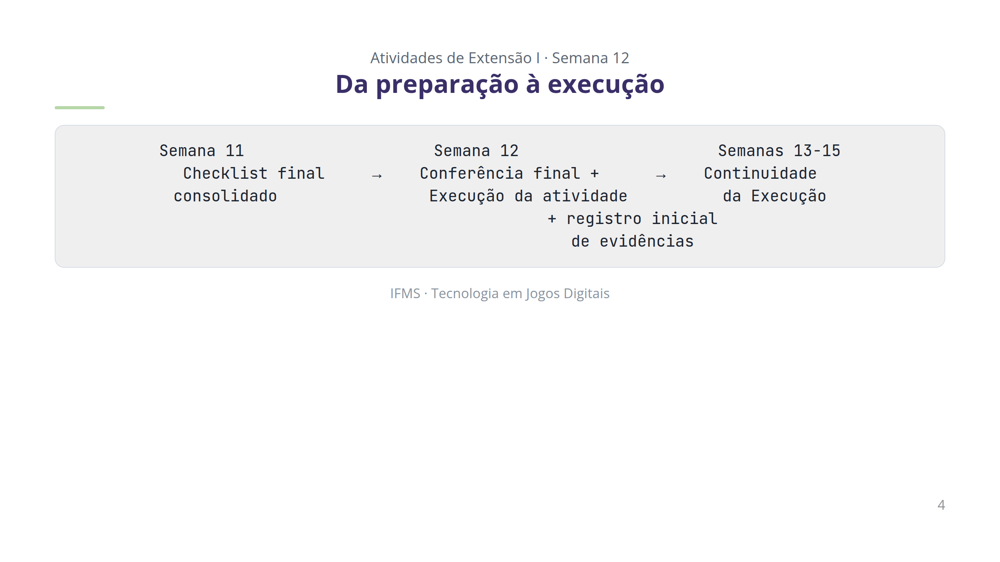 Atividades de Extensão I · Semana 12
Da preparação à execução
Semana 11 Semana 12 Semanas 13-15
Checklist final → Conferência final + → Continuidade
consolidado Execução da atividade da Execução
+ registro inicial
de evidências
IFMS · Tecnologia em Jogos Digitais
4